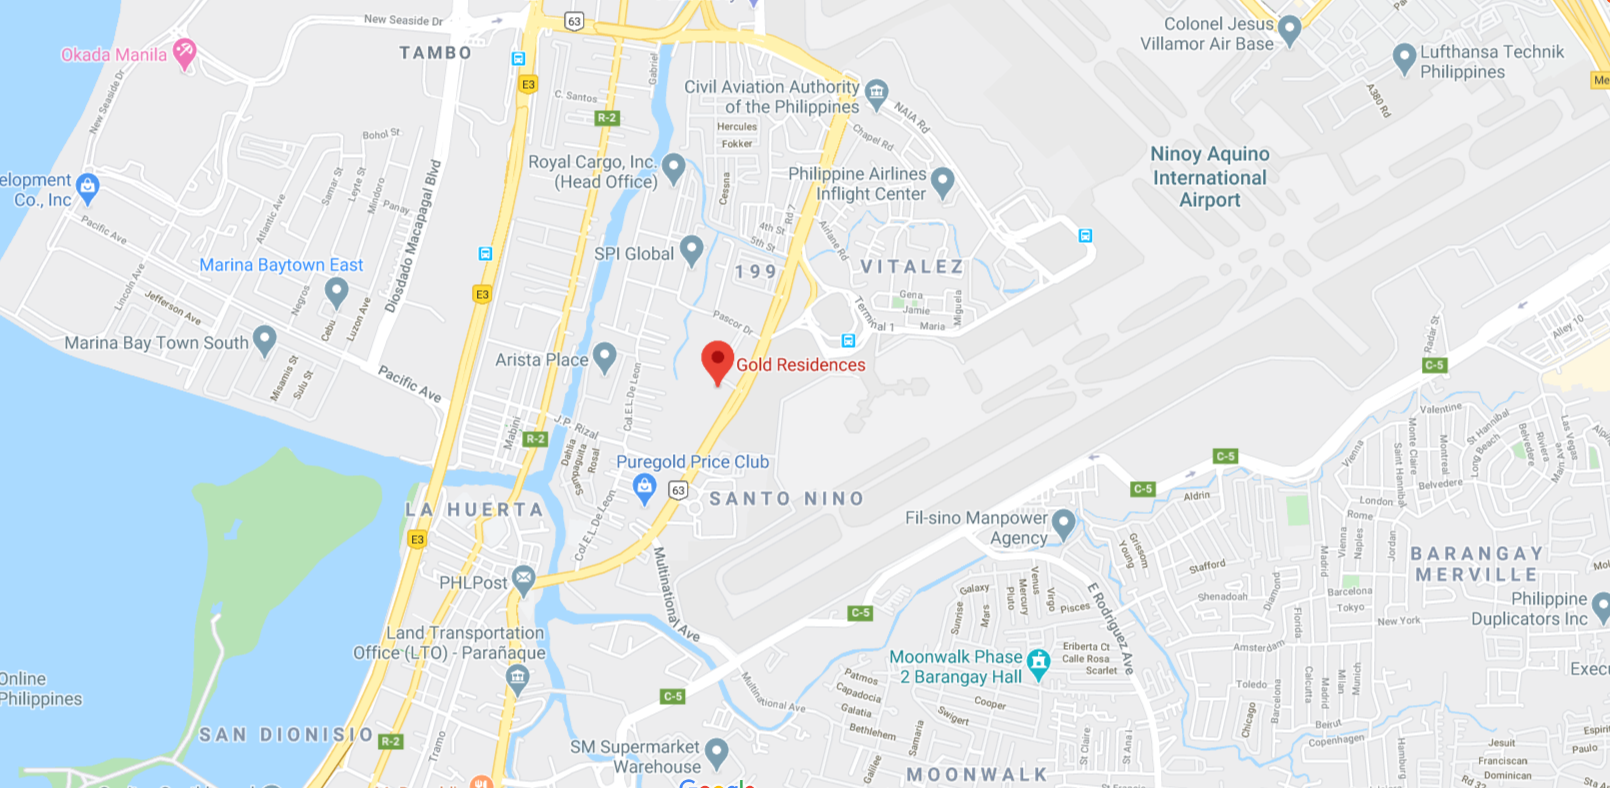 New Seaside Dr
63
Colonel Jesus
Villamor Air Base
Okada Manila
TAMBO
Lufthansa Technik
Philippines
E3
Gabriel
Civil Aviation Authority
of the Philippines
Me
New Seaside Dr
C. Santos
R-2
NAIA Rd
A380 Rd
Hercules
Fokker
Chapel Rd
Bohol St
Royal Cargo, Inc.
(Head Office)
Ninoy Aquino
International
Airport
elopment
Co., Inc
Samar St
Leyte St
Mindoro
Panay
Cessna
Philippine Airlines
Inflight Center
Diosdado Macapagal Blvd
Atlantic Ave
Pacific Ave
4th St
5th St
Rd 7
Airlane Rd
SPI Global
199
VITALEZ
Marina Baytown East
Lincoln Ave
Jefferson Ave
Negros
Cebu
Luzon Ave
E3
Gena
Jamie
Miguela
Maria
Terminal 1
Pascor Dr
Marina Bay Town South
Misamis St
Sulu St
Pacific Ave
Arista Place
Gold Residences
Radar St
Alley 10
C-5
Col.E.L.De Leon
J.P. Rizal
Mabini
R-2
Dahlia
Sampaguita
Rosal
Puregold Price Club
63
SANTO NINO
LA HUERTA
E3
Col.E.L.De Leon
C-5
C-5
Valentine
Vienna
Monte Claire
Saint Hannibal
Montreal
St Hannibal
Long Beach
Belvedere
Riviera
Las Vegas
Belvedere
Aldrin
London
Rome
Fil-sino Manpower
Agency
Grissom
Young
Stafford
Vienna
Naples
Jordan
Madrid
BARANGAY
MERVILLE
PHLPost
Multinational Ave
C-5
Galaxy
Sunrise
Mars
Venus
Mercury
Pluto
Virgo
Pisces
E Rodriguez Ave
Shenadoah
Diamond
Florida
Barcelona
Tokyo
New York
Philippine
Duplicators Inc
Land Transportation
Office (LTO) - Parañaque
Eriberta Ct
Calle Rosa
Scarlet
Amsterdam
Moonwalk Phase
2 Barangay Hall
Execu
Online
Philippines
C-5
Multinational Ave
Patmos
Capadocia
Galatia
Bethlehem
Cooper
Swigert
Toledo
Chicago
Barcelona
Calcutta
Madrid
Milan
Munich
Beirut
Copenhagen
SAN DIONISIO
R-2
Tramo
SM Supermarket
Warehouse
Galilee
Samaria
St Claire
St Ana I.
MOONWALK
Hamburg
Jesuit
Franciscan
Dominican
Rd 32
Paulo
Google